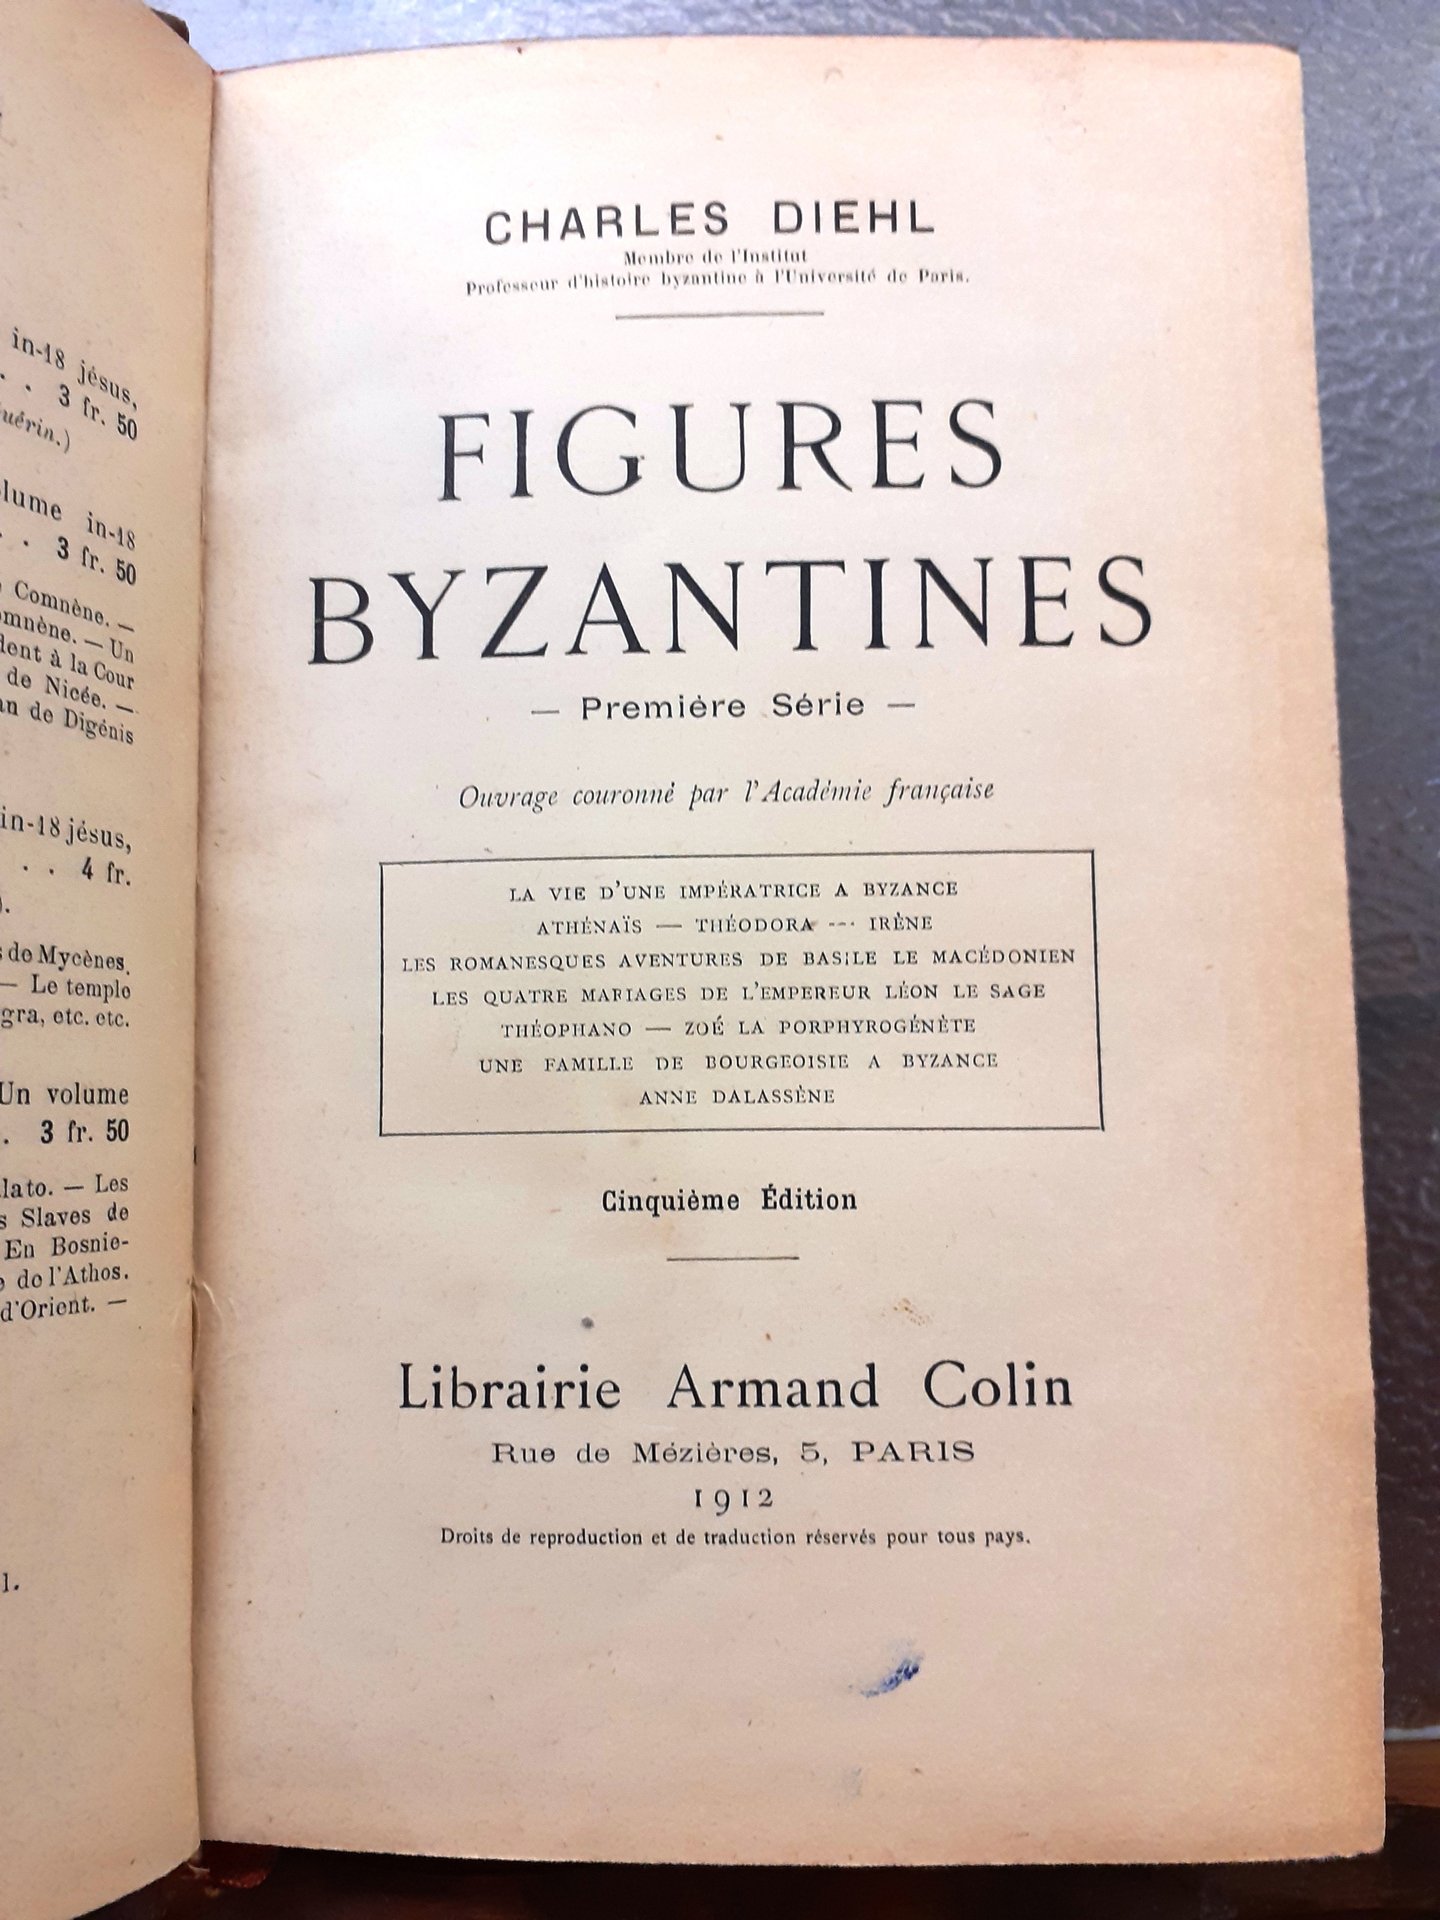 in-18 jésus,
. . 3 fr. 50
uérin.)
lume in-18
. . 3 fr. 50
Comnène. —
omnène. — Un
dent à la Cour
de Nicée. —
an de Digénis
in-18 jésus,
. . 4 fr.
).
s de Mycènes.
— Le temple
gra, etc. etc.
Un volume
. 3 fr. 50
lato. — Les
s Slaves de
En Bosnie-
de l'Athos.
d'Orient. —
1.
CHARLES DIEHL
Membre de l'Institut
Professeur d'histoire byzantine à l'Université de Paris.
FIGURES
BYZANTINES
— Première Série —
Ouvrage couronné par l'Académie française
LA VIE D'UNE IMPÉRATRICE A BYZANCE
ATHÉNAÏS — THÉODORA — IRÈNE
LES ROMANESQUES AVENTURES DE BASILE LE MACÉDONIEN
LES QUATRE MARIAGES DE L'EMPEREUR LÉON LE SAGE
THÉOPHANO — ZOÉ LA PORPHYROGÉNÈTE
UNE FAMILLE DE BOURGEOISIE A BYZANCE
ANNE DALASSÈNE
Cinquième Édition
Librairie Armand Colin
Rue de Mézières, 5, PARIS
1912
Droits de reproduction et de traduction réservés pour tous pays.